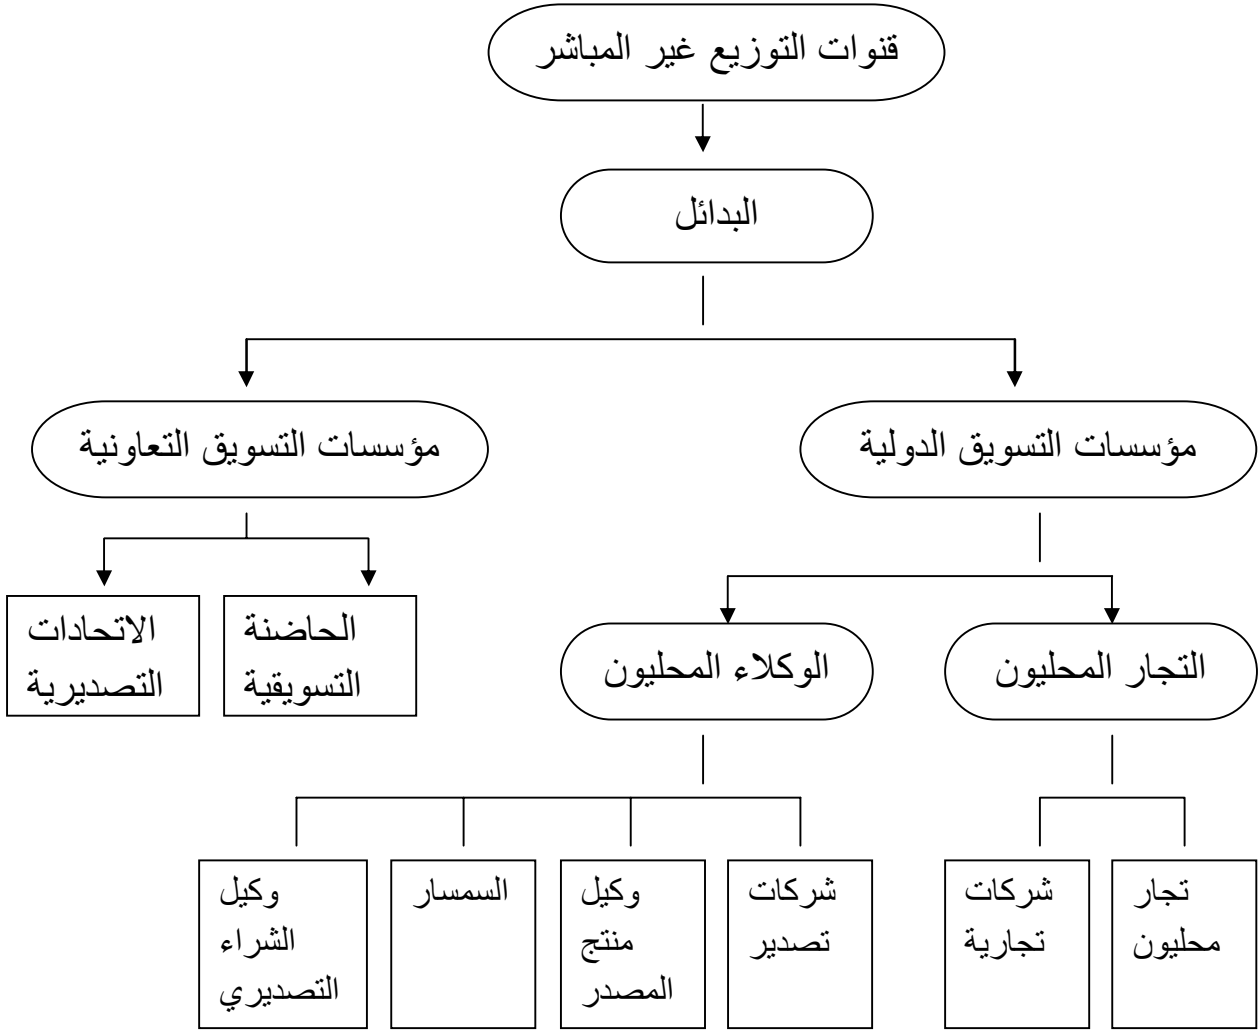 قنوات التوزيع غير المباشر
البدائل
مؤسسات التسويق الدولية
مؤسسات التسويق التعاونية
الحاضنة
التسويقية
الاتحادات
التصديرية
التجار المحليون
الوكلاء المحليون
تجار
محليون
شركات
تجارية
شركات
تصدير
وكيل
منتج
المصدر
السمسار
وكيل
الشراء
التصديري